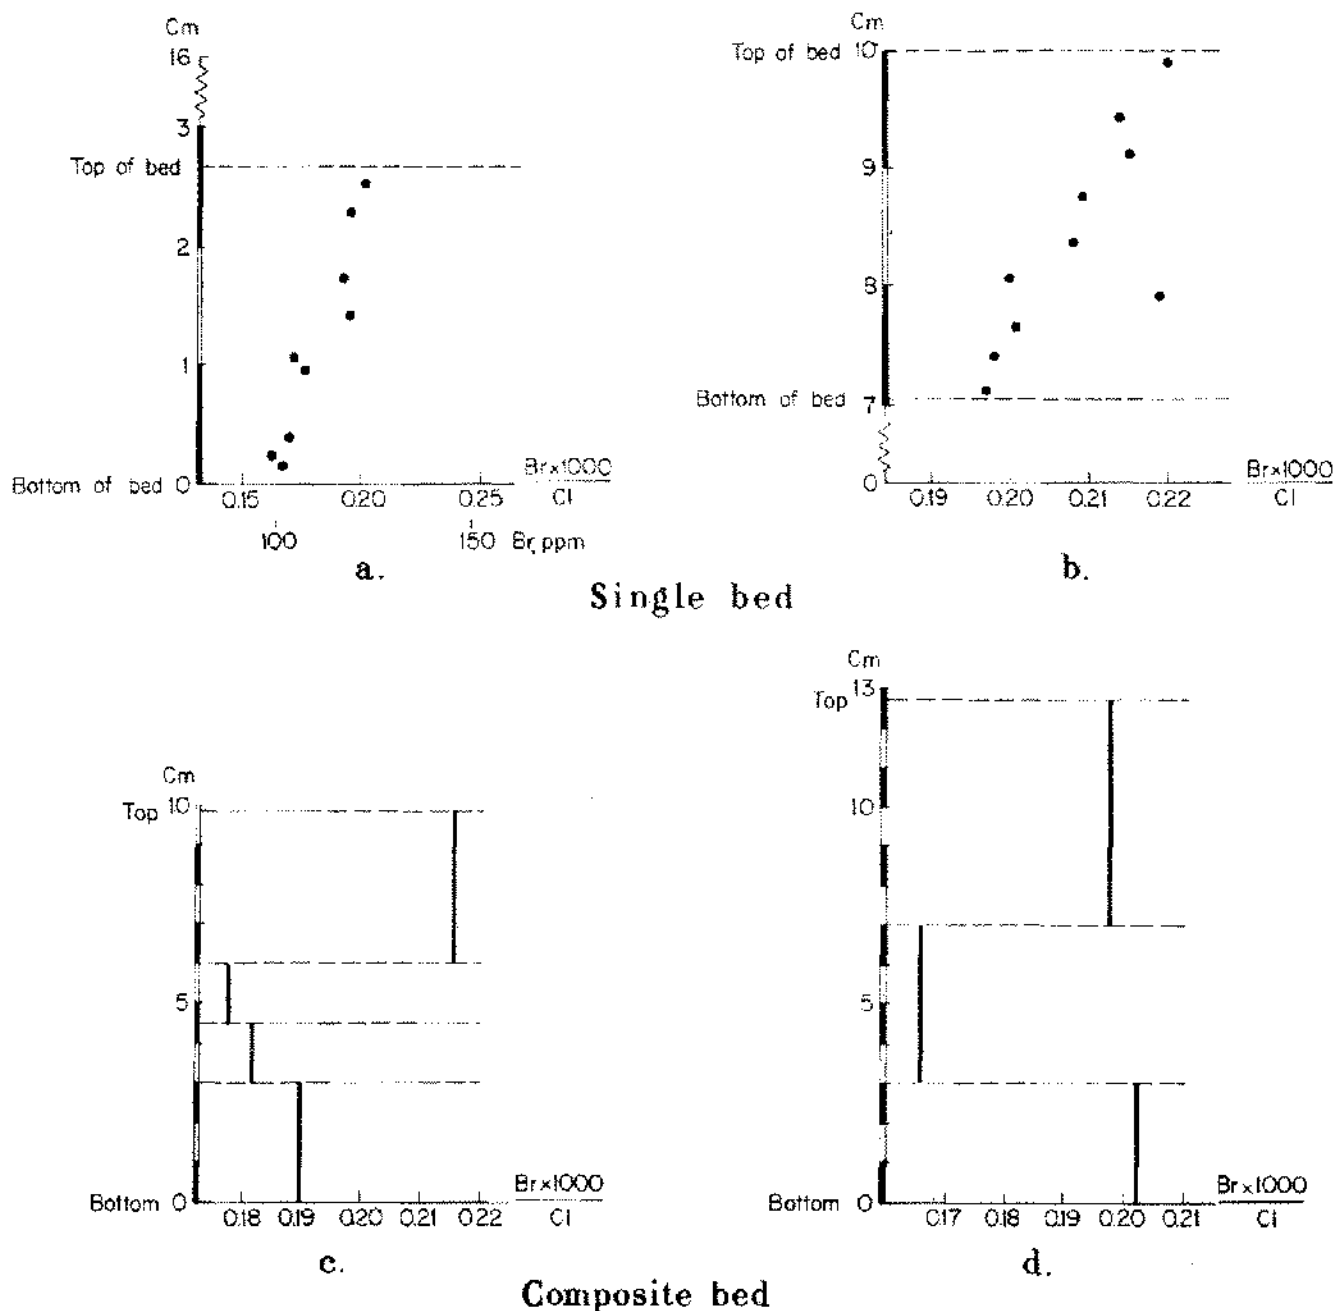 Cm
16
3
Top of bed
2
1
Bottom of bed 0
0.15 0.20 0.25
Br×1000
Cl
100 150 Br, ppm
a.
Cm
Top of bed 10
9
8
Bottom of bed 7
0
0.19 0.20 0.21 0.22
Br×1000
Cl
b.
Single bed
Cm
Top 10
5
Bottom 0
0.18 0.19 0.20 0.21 0.22
Br×1000
Cl
c.
Cm
13
Top
10
5
Bottom 0
0.17 0.18 0.19 0.20 0.21
Br×1000
Cl
d.
Composite bed